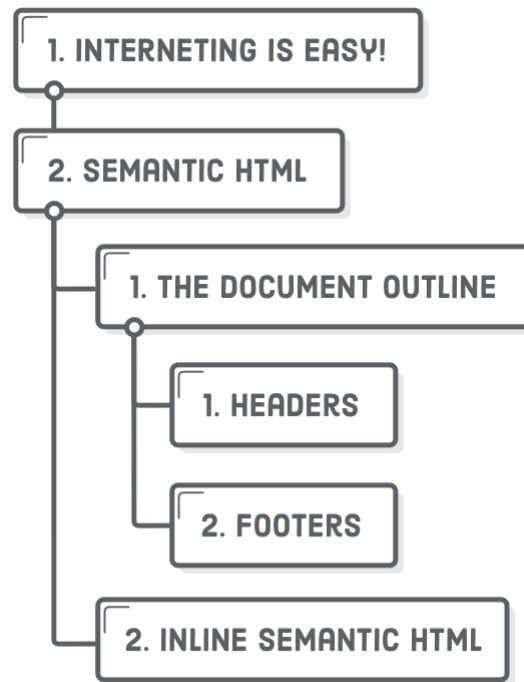 1. INTERNETING IS EASY!
2. SEMANTIC HTML
1. THE DOCUMENT OUTLINE
1. HEADERS
2. FOOTERS
2. INLINE SEMANTIC HTML